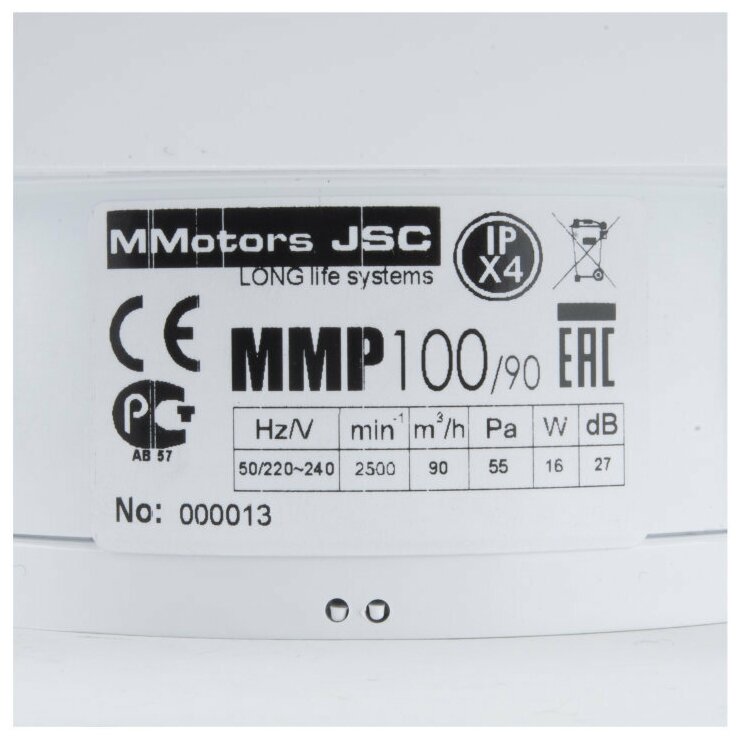 MMotors JSC
LONG life systems
IP
X4
CE
MMP100/90
EAC
P
AB 57
Hz/V min⁻¹ m³/h Pa W dB
50/220~240 2500 90 55 16 27
No: 000013